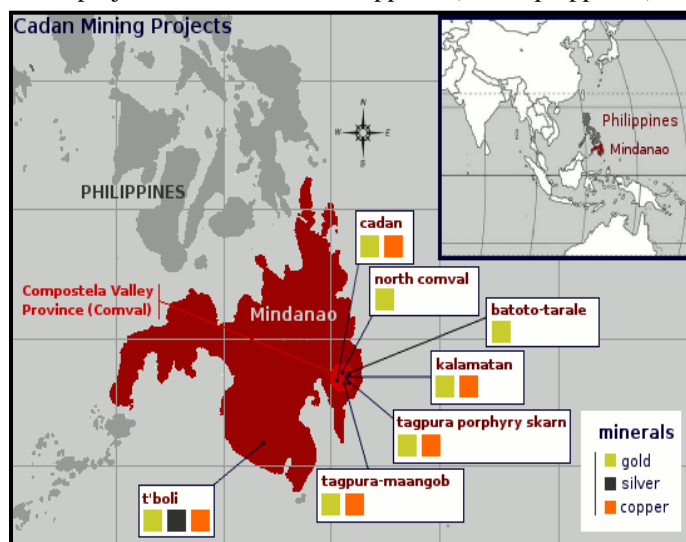 Cadan Mining Projects
Philippines
Mindanao
N
W
E
S
PHILIPPINES
cadan
north comval
Compostela Valley
Province (Comval)
Mindanao
batoto-tarale
kalamatan
tagpura porphyry skarn
tagpura-maangob
t'boli
minerals
gold
silver
copper